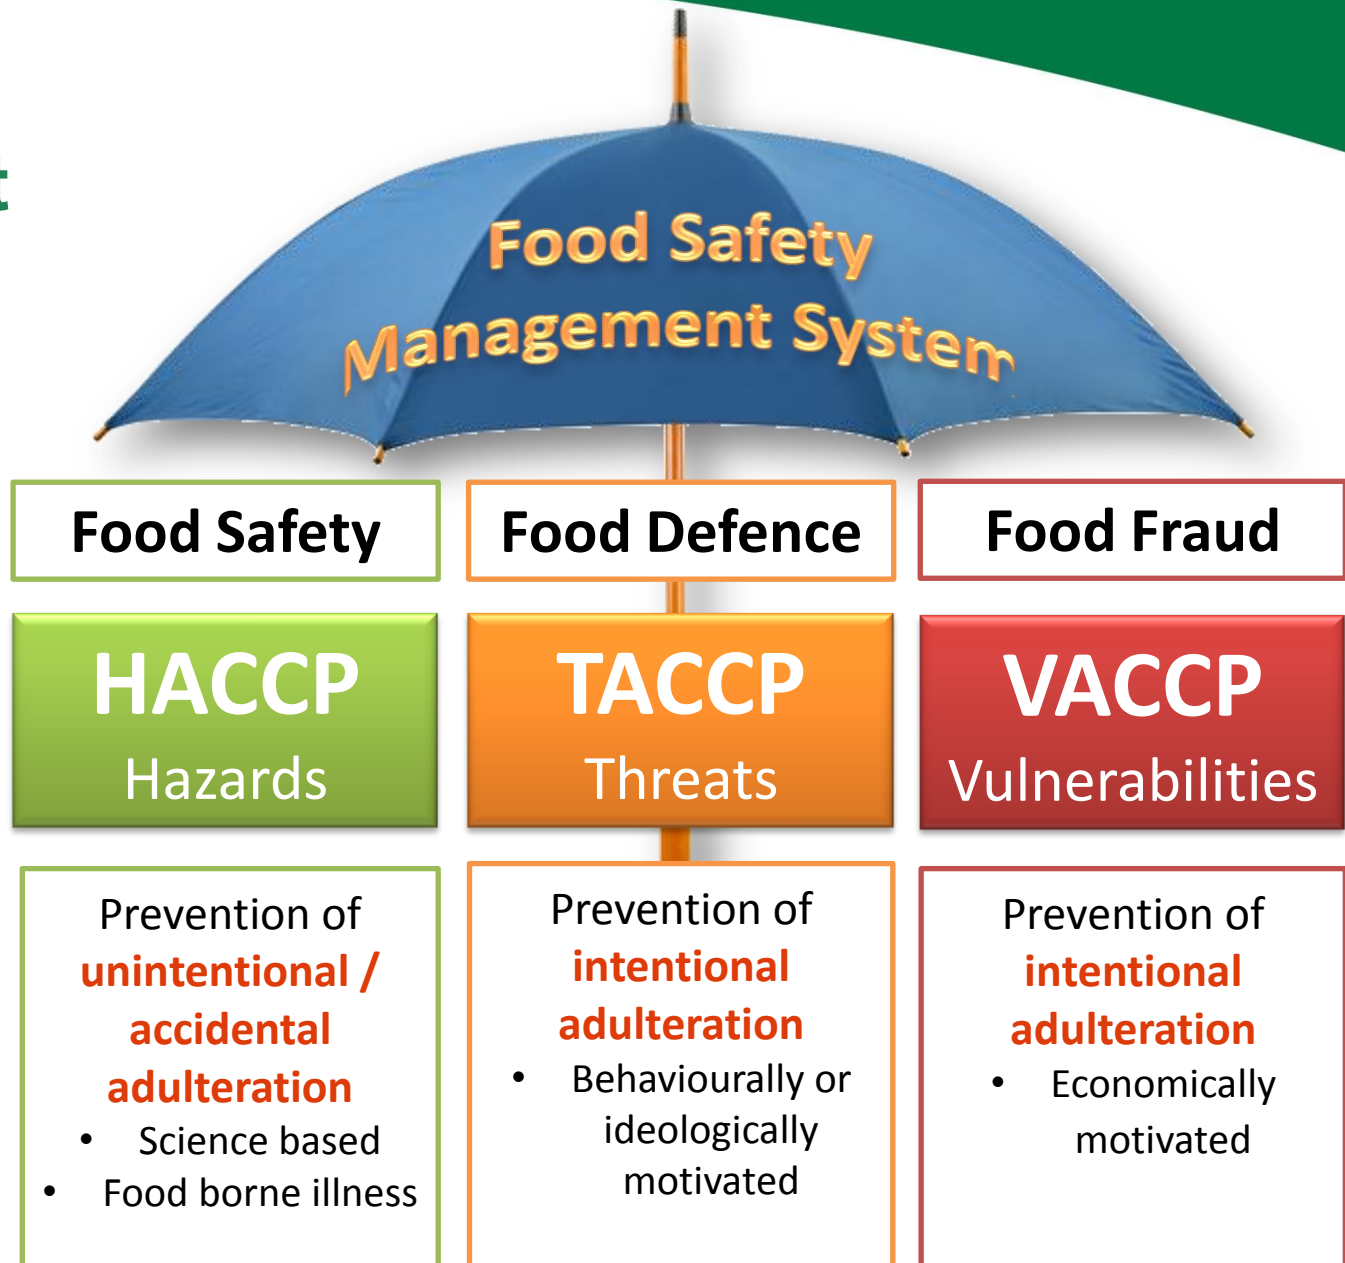 t
Food Safety
Management System
Food Safety
HACCP
Hazards
Prevention of
unintentional /
accidental
adulteration
• Science based
• Food borne illness
Food Defence
TACCP
Threats
Prevention of
intentional
adulteration
• Behaviourally or
ideologically
motivated
Food Fraud
VACCP
Vulnerabilities
Prevention of
intentional
adulteration
• Economically
motivated